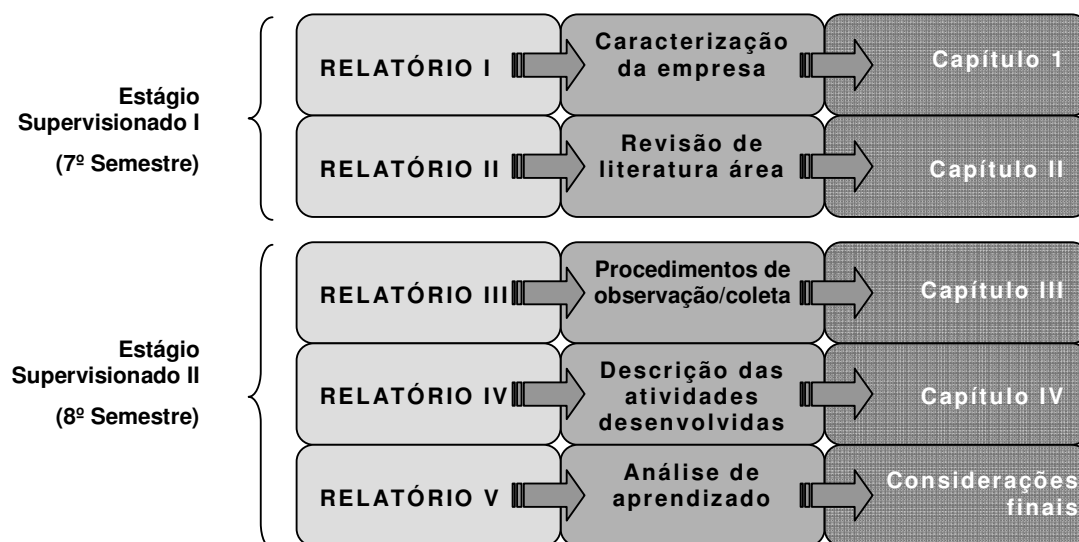 Estágio
Supervisionado I
(7º Semestre)
RELATÓRIO I
Caracterização
da empresa
Capítulo 1
RELATÓRIO II
Revisão de
literatura área
Capítulo II
Estágio
Supervisionado II
(8º Semestre)
RELATÓRIO III
Procedimentos de
observação/coleta
Capítulo III
RELATÓRIO IV
Descrição das
atividades
desenvolvidas
Capítulo IV
RELATÓRIO V
Análise de
aprendizado
Considerações
finais